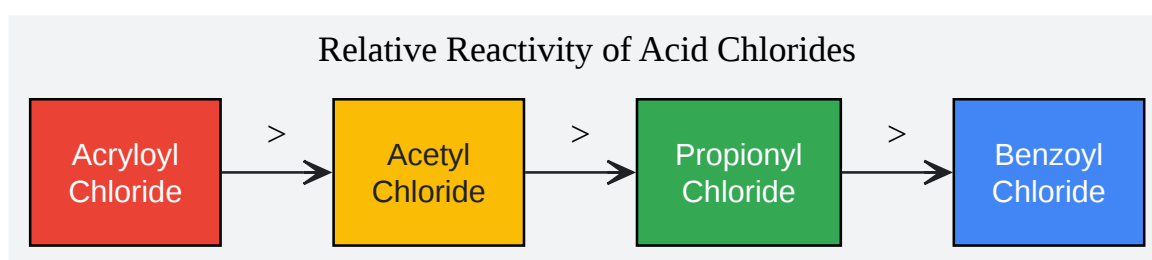 Relative Reactivity of Acid Chlorides
Acryloyl
Chloride
>
Acetyl
Chloride
>
Propionyl
Chloride
>
Benzoyl
Chloride